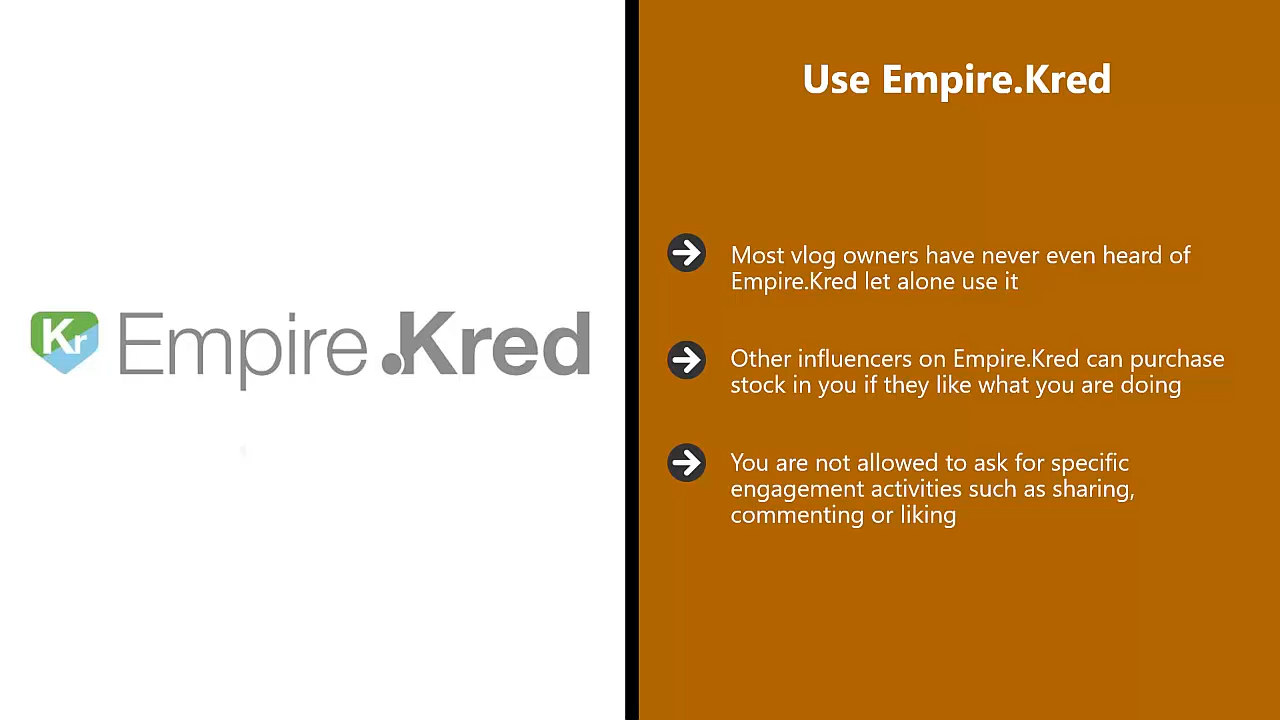 Kr Empire.Kred
Use Empire.Kred
Most vlog owners have never even heard of
Empire.Kred let alone use it
Other influencers on Empire.Kred can purchase
stock in you if they like what you are doing
You are not allowed to ask for specific
engagement activities such as sharing,
commenting or liking